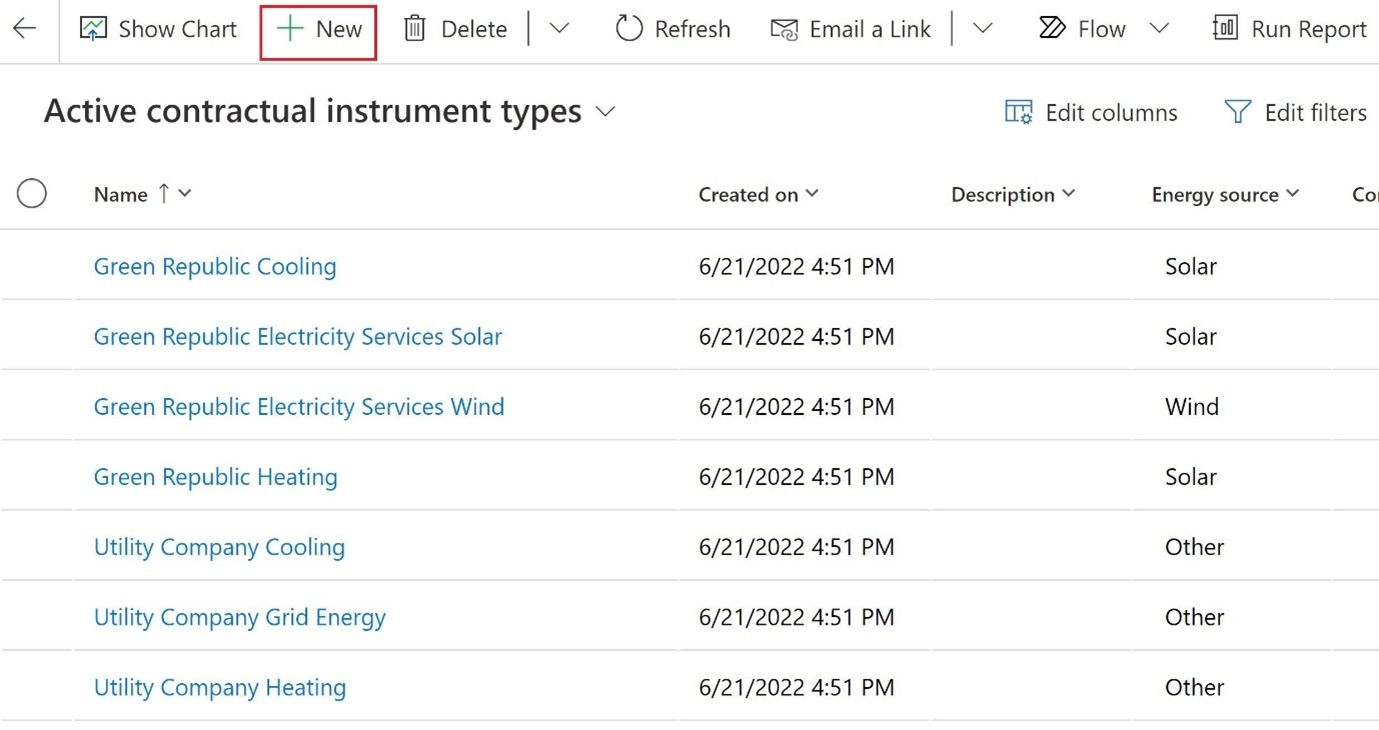 Show Chart New Delete Refresh Email a Link Flow Run Report
Active contractual instrument types Edit columns Edit filters
Name Created on Description Energy source
Green Republic Cooling 6/21/2022 4:51 PM Solar
Green Republic Electricity Services Solar 6/21/2022 4:51 PM Solar
Green Republic Electricity Services Wind 6/21/2022 4:51 PM Wind
Green Republic Heating 6/21/2022 4:51 PM Solar
Utility Company Cooling 6/21/2022 4:51 PM Other
Utility Company Grid Energy 6/21/2022 4:51 PM Other
Utility Company Heating 6/21/2022 4:51 PM Other